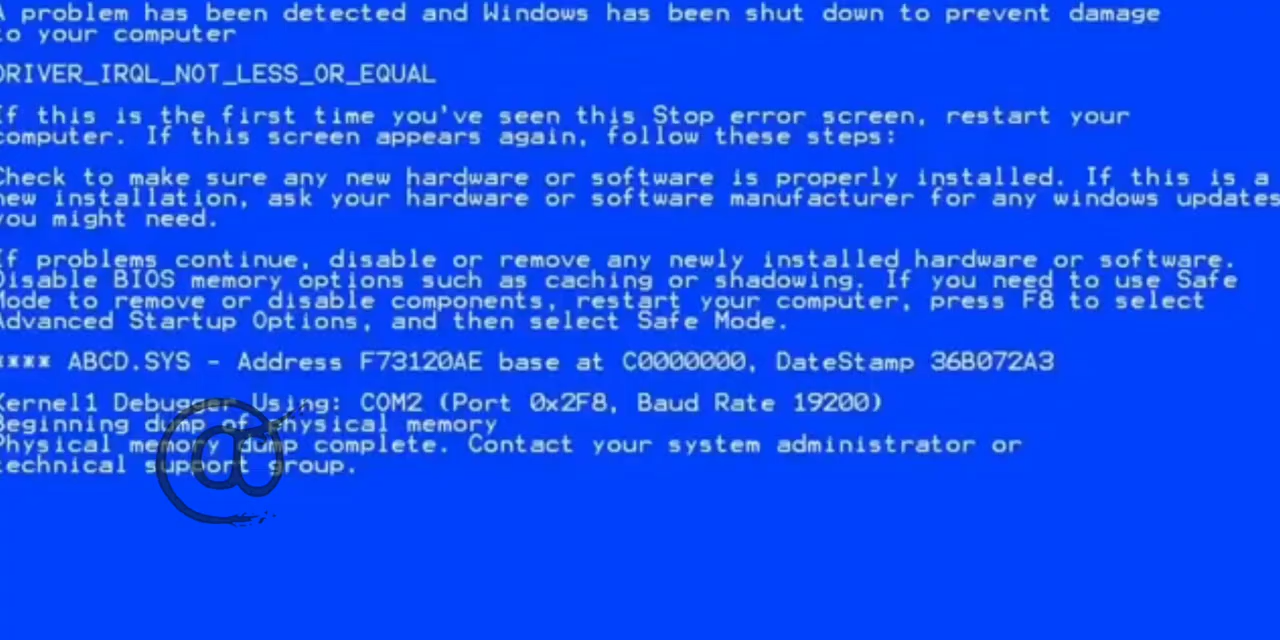 A problem has been detected and Windows has been shut down to prevent damage
to your computer
DRIVER_IRQL_NOT_LESS_OR_EQUAL
If this is the first time you've seen this Stop error screen, restart your
computer. If this screen appears again, follow these steps:
Check to make sure any new hardware or software is properly installed. If this is a
new installation, ask your hardware or software manufacturer for any windows updates
you might need.
If problems continue, disable or remove any newly installed hardware or software.
Disable BIOS memory options such as caching or shadowing. If you need to use Safe
Mode to remove or disable components, restart your computer, press F8 to select
Advanced Startup Options, and then select Safe Mode.
**** ABCD.SYS - Address F73120AE base at C0000000, DateStamp 36B072A3
Kernel1 Debugger Using: COM2 (Port 0x2F8, Baud Rate 19200)
Beginning dump of physical memory
Physical memory dump complete. Contact your system administrator or
technical support group.
@